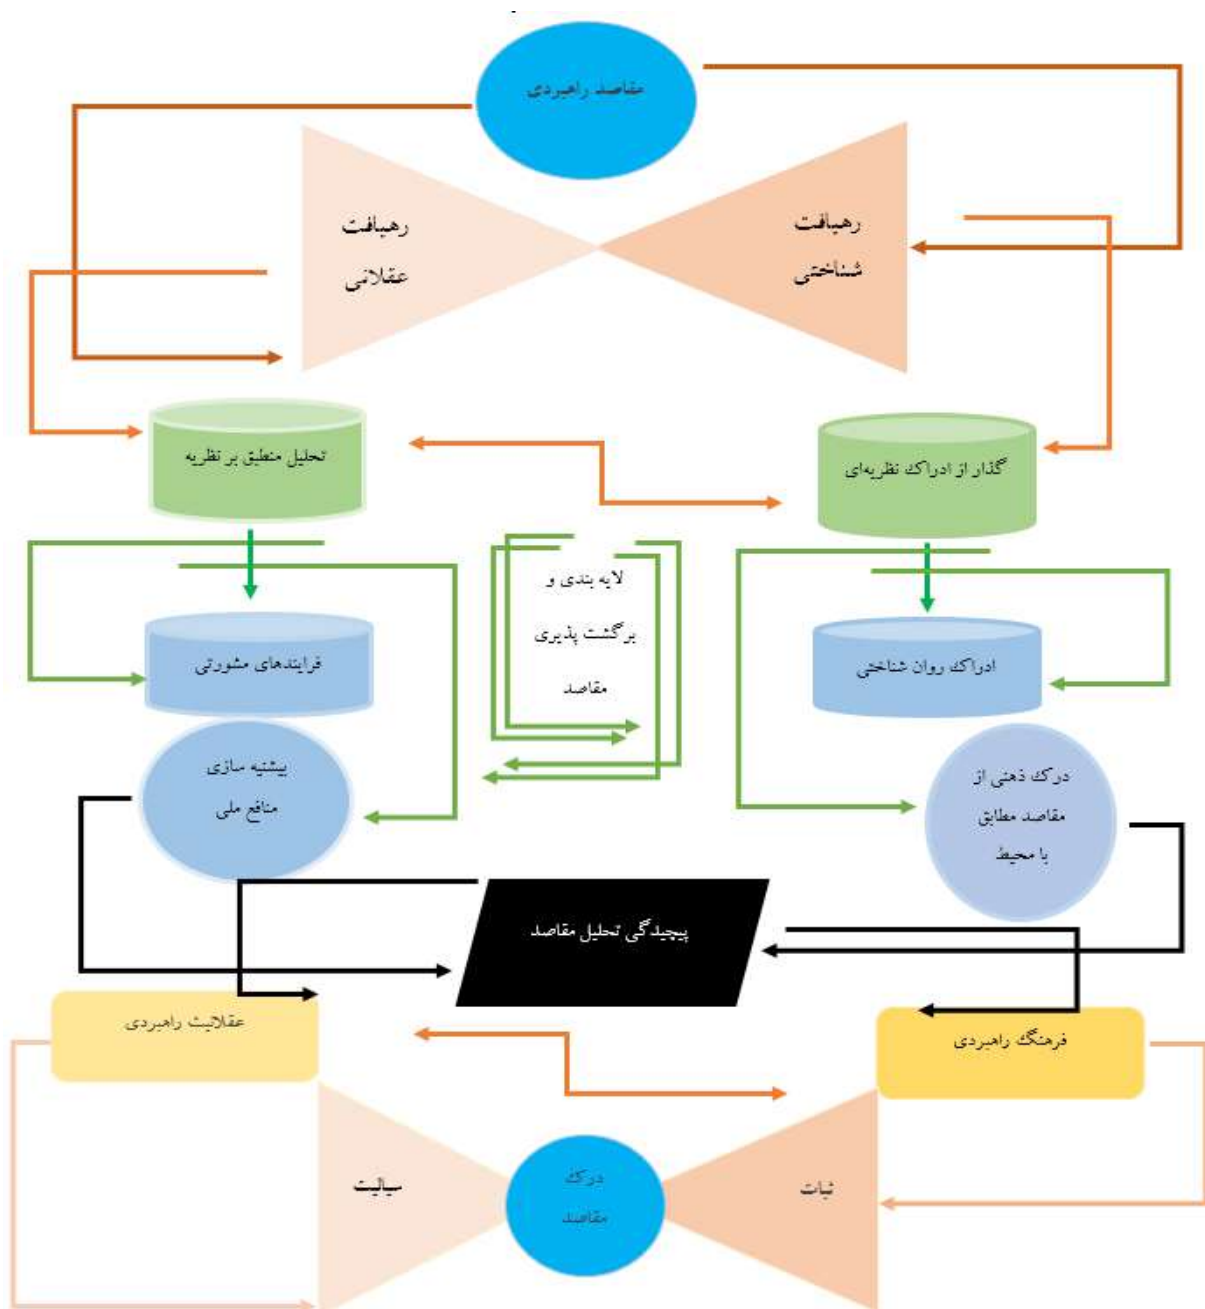 مقاصد راهبردی
رهیافت
شناختی
رهیافت
عقلانی
گذار از ادراک نظریه‌ای
تحلیل منطبق بر نظریه
لایه بندی و
برگشت پذیری
مقاصد
ادراک روان شناختی
فرایندهای مشورتی
درک ذهنی از
مقاصد مطابق
با محیط
بیشنیه سازی
منافع ملی
پیچیدگی تحلیل مقاصد
فرهنگ راهبردی
عقلانیت راهبردی
ثبات
درک
مقاصد
سیالیت